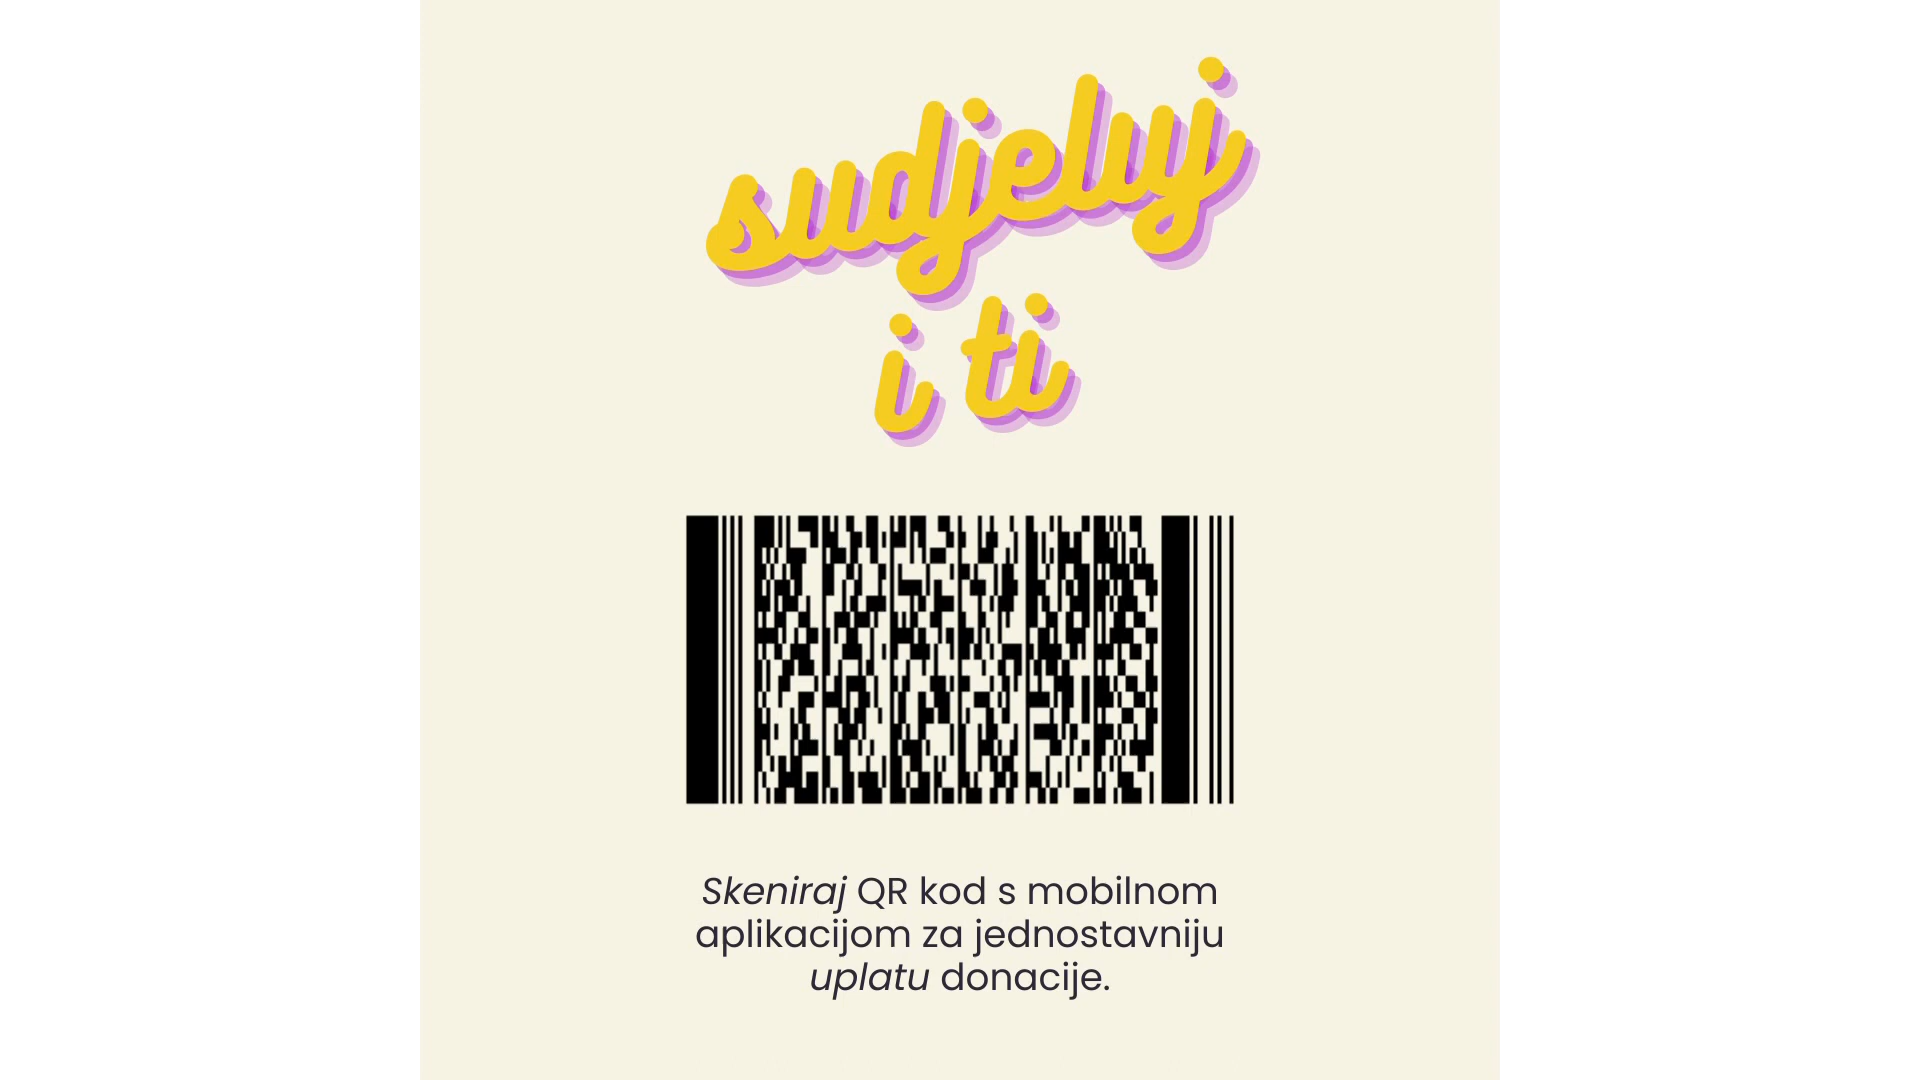 sudjeluj
i ti
Skeniraj QR kod s mobilnom
aplikacijom za jednostavniju
uplatu donacije.